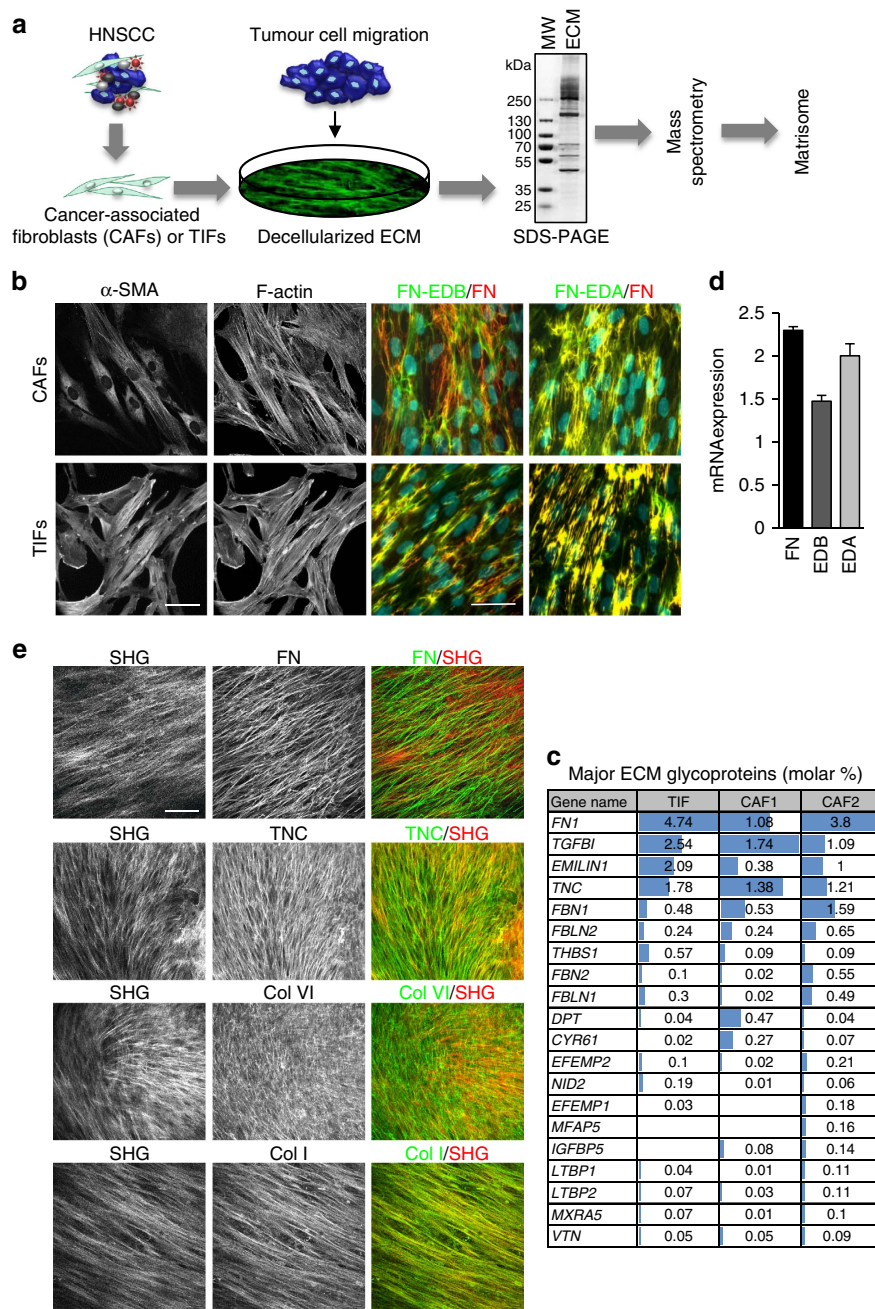 a
HNSCC
Tumour cell migration
MW
ECM
kDa
250
130
100
70
55
35
25
Cancer-associated
fibroblasts (CAFs) or TIFs
Decellularized ECM
SDS-PAGE
Mass
spectrometry
Matrisome
b
α-SMA
F-actin
FN-EDB/FN
FN-EDA/FN
CAFs
TIFs
d
mRNAexpression
2.5
2
1.5
1
0.5
0
FN
EDB
EDA
e
SHG
FN
FN/SHG
SHG
TNC
TNC/SHG
SHG
Col VI
Col VI/SHG
SHG
Col I
Col I/SHG
c
Major ECM glycoproteins (molar %)
Gene name TIF CAF1 CAF2
FN1 4.74 1.08 3.8
TGFBI 2.54 1.74 1.09
EMILIN1 2.09 0.38 1
TNC 1.78 1.38 1.21
FBN1 0.48 0.53 1.59
FBLN2 0.24 0.24 0.65
THBS1 0.57 0.09 0.09
FBN2 0.1 0.02 0.55
FBLN1 0.3 0.02 0.49
DPT 0.04 0.47 0.04
CYR61 0.02 0.27 0.07
EFEMP2 0.1 0.02 0.21
NID2 0.19 0.01 0.06
EFEMP1 0.03 0.18
MFAP5 0.16
IGFBP5 0.08 0.14
LTBP1 0.04 0.01 0.11
LTBP2 0.07 0.03 0.11
MXRA5 0.07 0.01 0.1
VTN 0.05 0.05 0.09